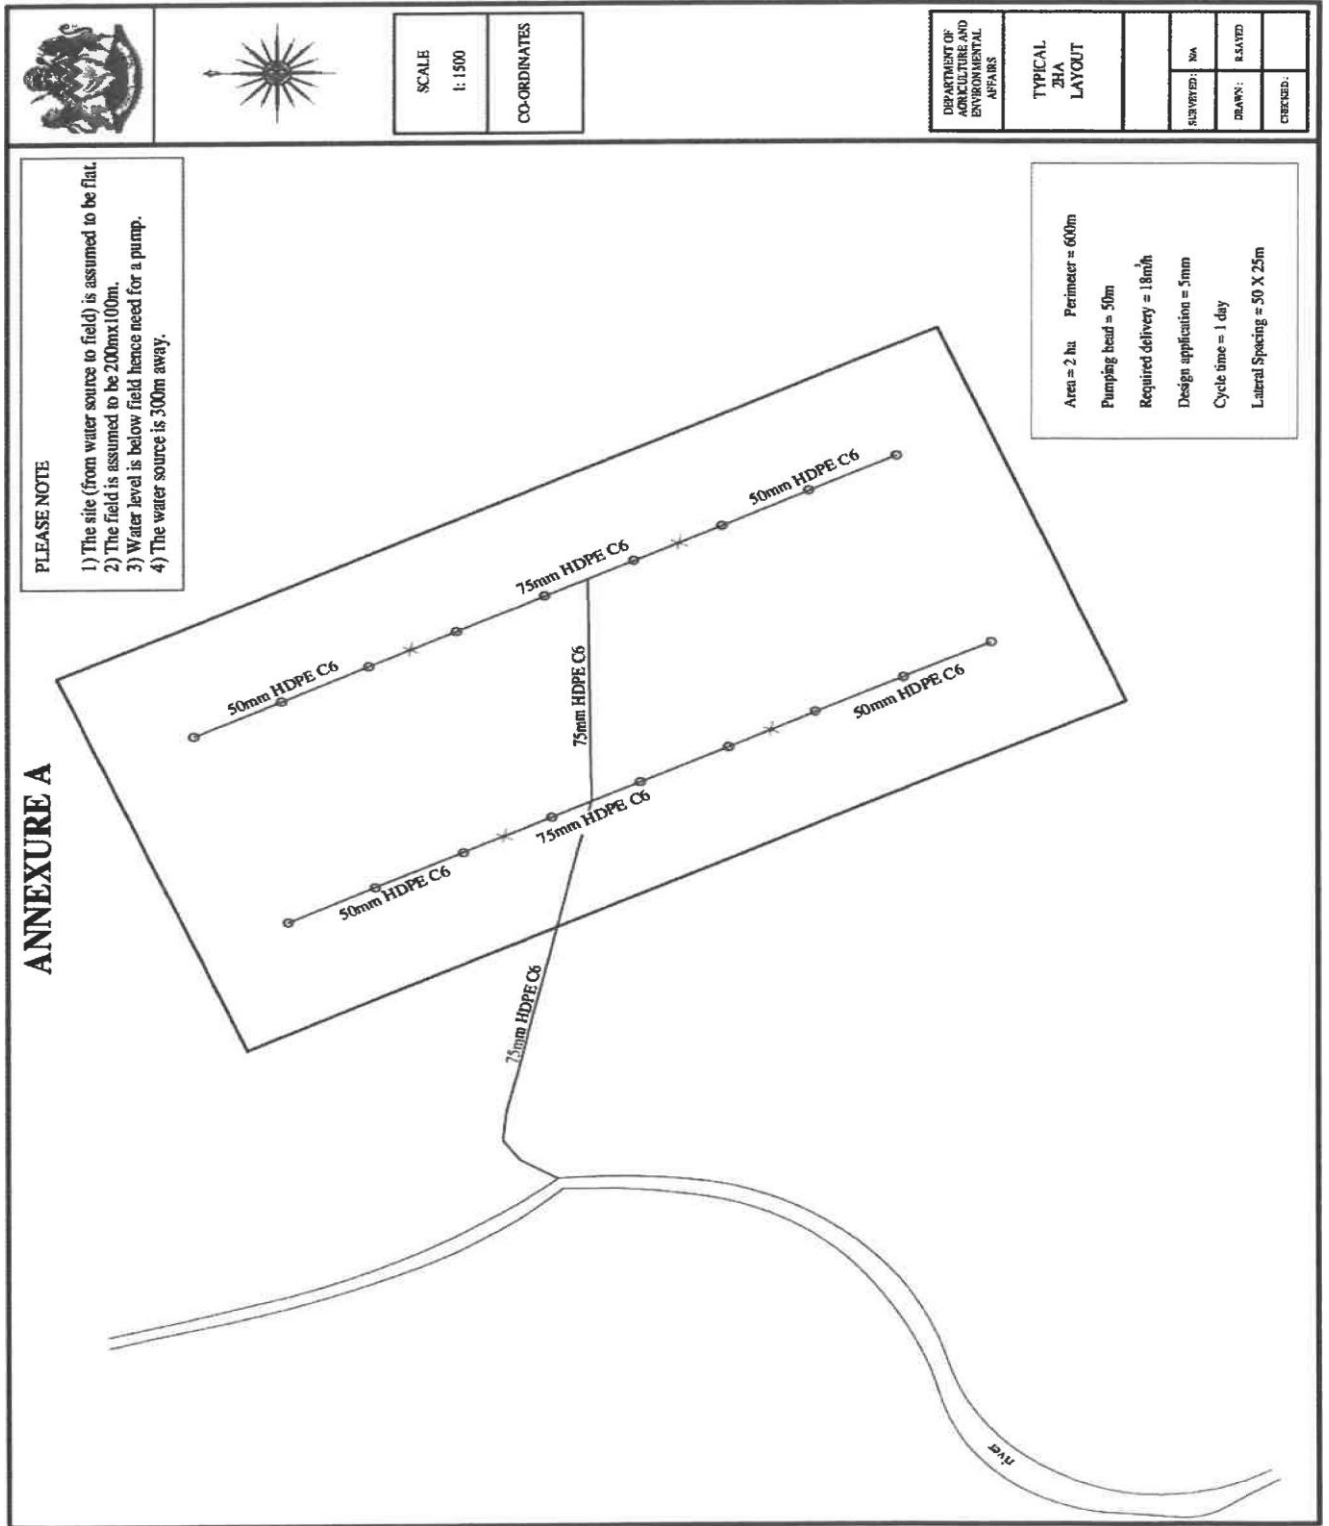 ANNEXURE A
PLEASE NOTE
1) The site (from water source to field) is assumed to be flat.
2) The field is assumed to be 200mx100m.
3) Water level is below field hence need for a pump.
4) The water source is 300m away.
SCALE
1: 1500
CO-ORDINATES
DEPARTMENT OF
AGRICULTURE AND
ENVIRONMENTAL
AFFAIRS
TYPICAL
2HA
LAYOUT
SURVEYED: N/A
DRAWN: R.SAYED
CHECKED:
50mm HDPE C6
75mm HDPE C6
50mm HDPE C6
75mm HDPE C6
50mm HDPE C6
75mm HDPE C6
50mm HDPE C6
75mm HDPE C6
river
Area = 2 ha Perimeter = 600m
Pumping head = 50m
Required delivery = 18m³/h
Design application = 5mm
Cycle time = 1 day
Lateral Spacing = 50 X 25m